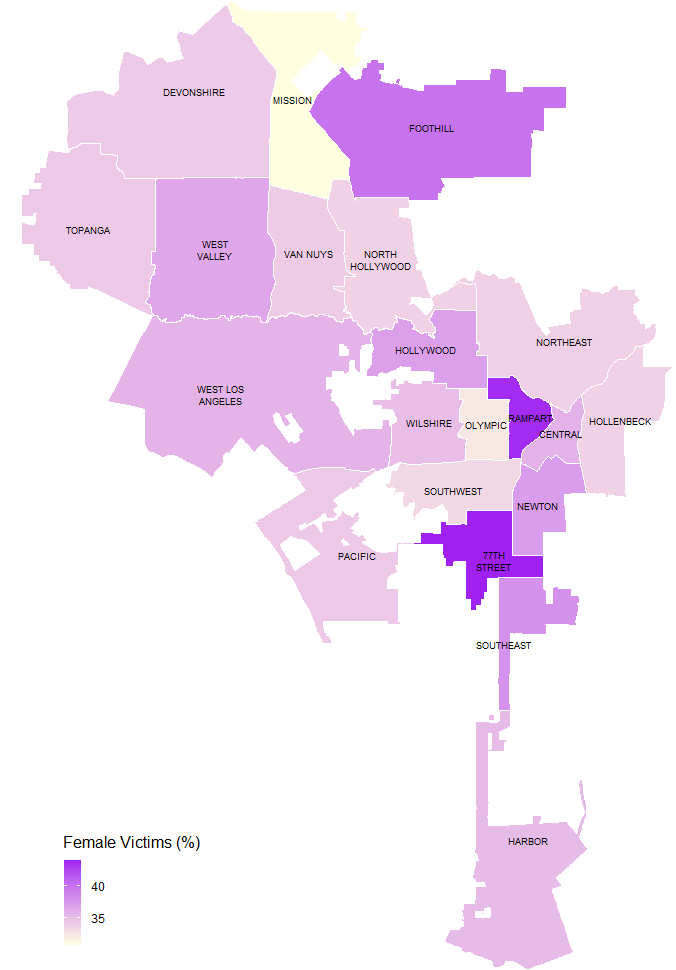 DEVONSHIRE
MISSION
FOOTHILL
TOPANGA
WEST
VALLEY
VAN NUYS
NORTH
HOLLYWOOD
HOLLYWOOD
NORTHEAST
WEST LOS
ANGELES
WILSHIRE
OLYMPIC
RAMPART
CENTRAL
HOLLENBECK
SOUTHWEST
NEWTON
PACIFIC
77TH
STREET
SOUTHEAST
HARBOR
Female Victims (%)
40
35